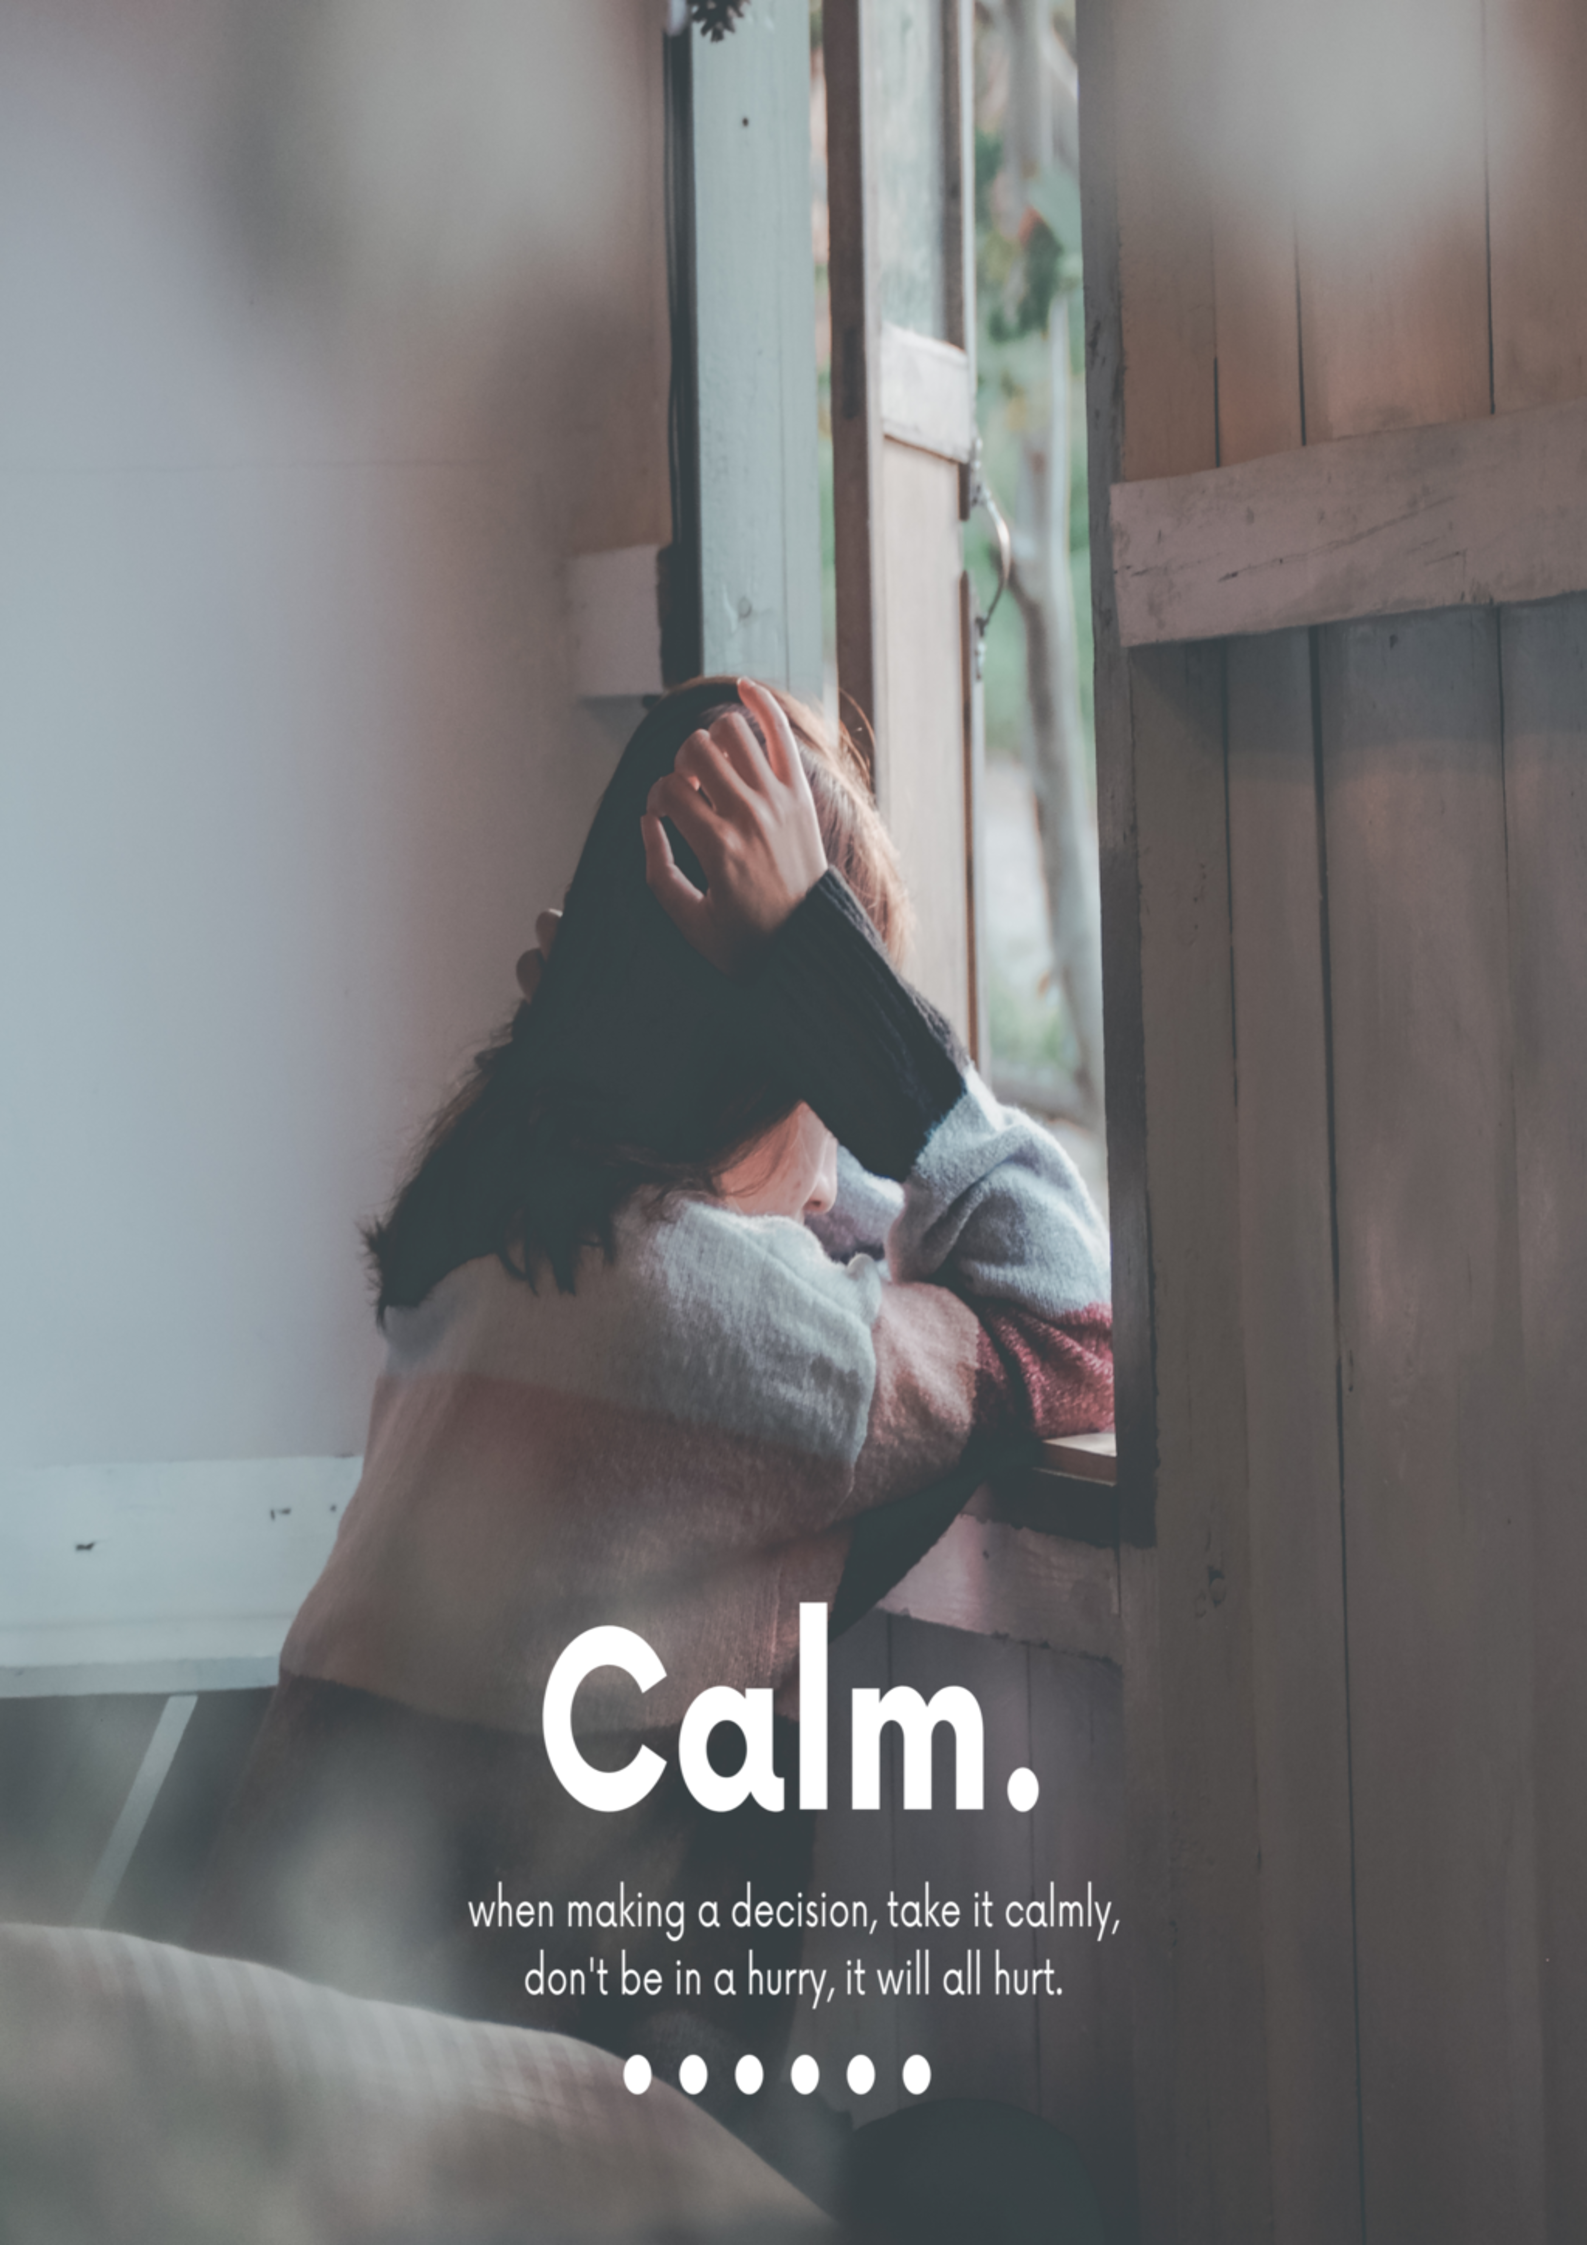 Calm.
when making a decision, take it calmly,
don't be in a hurry, it will all hurt.